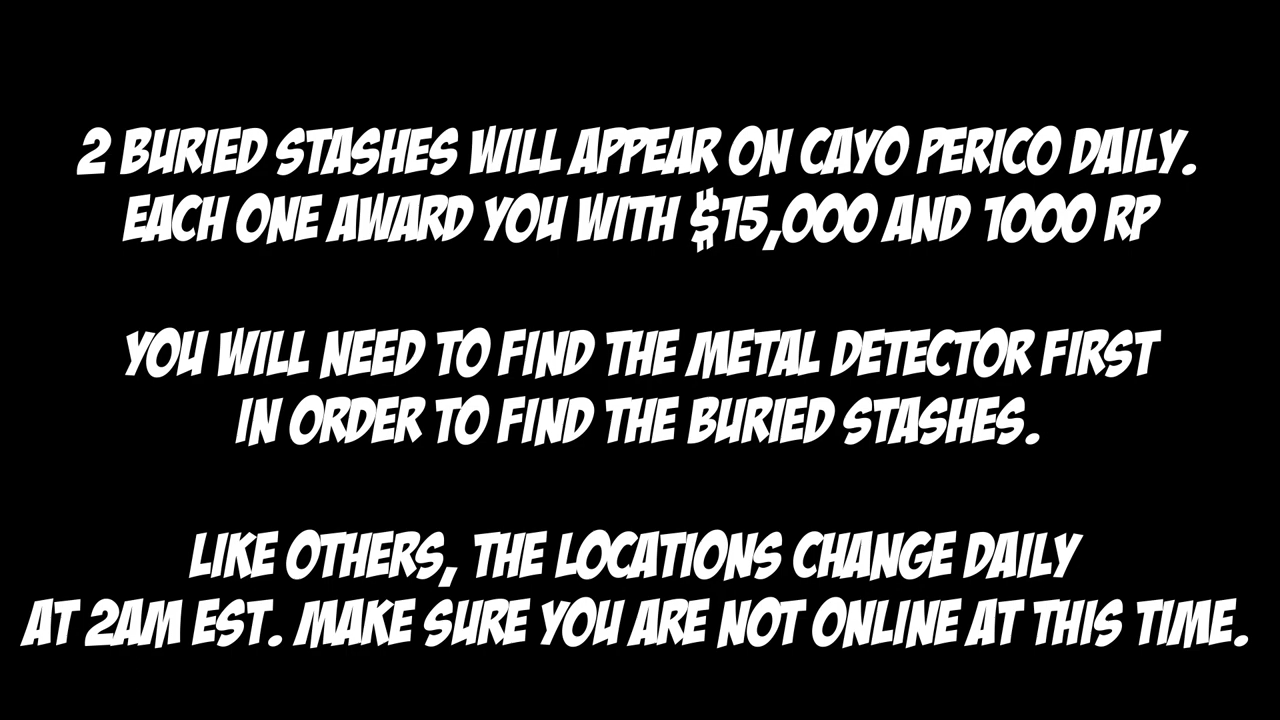 2 BURIED STASHES WILL APPEAR ON CAYO PERICO DAILY.
EACH ONE AWARD YOU WITH $15,000 AND 1000 RP
YOU WILL NEED TO FIND THE METAL DETECTOR FIRST
IN ORDER TO FIND THE BURIED STASHES.
LIKE OTHERS, THE LOCATIONS CHANGE DAILY
AT 2AM EST. MAKE SURE YOU ARE NOT ONLINE AT THIS TIME.